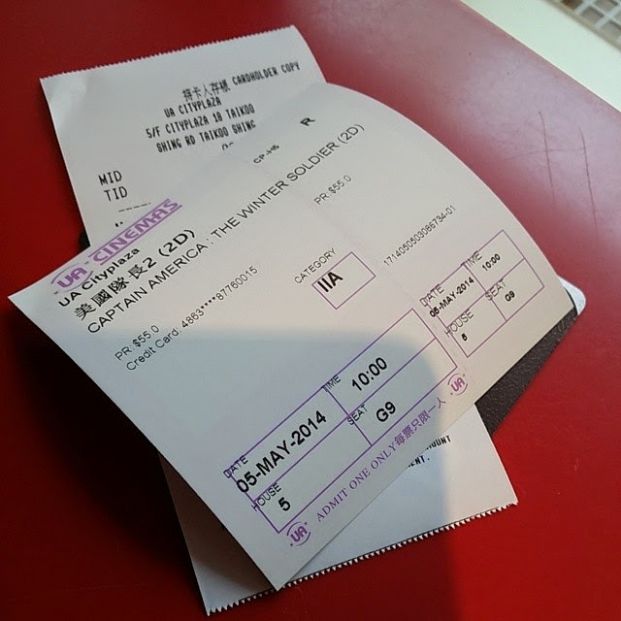 持卡人存根 CARDHOLDER COPY
UA CITYPLAZA
5/F CITYPLAZA 18 TAIKOO
SHING RD TAIKOO SHING
MID
TID
R
UA CINEMAS
UA Cityplaza
美國隊長2 (2D)
CAPTAIN AMERICA : THE WINTER SOLDIER (2D)
PR:$55.0
Credit Card: 4863****87760015
CATEGORY
IIA
DATE
05-MAY-2014
TIME
10:00
HOUSE
5
SEAT
G9
UA ADMIT ONE ONLY 每票只限一人 UA
PR:$55.0
DATE
05-MAY-2014
TIME
10:00
HOUSE
5
SEAT
G9